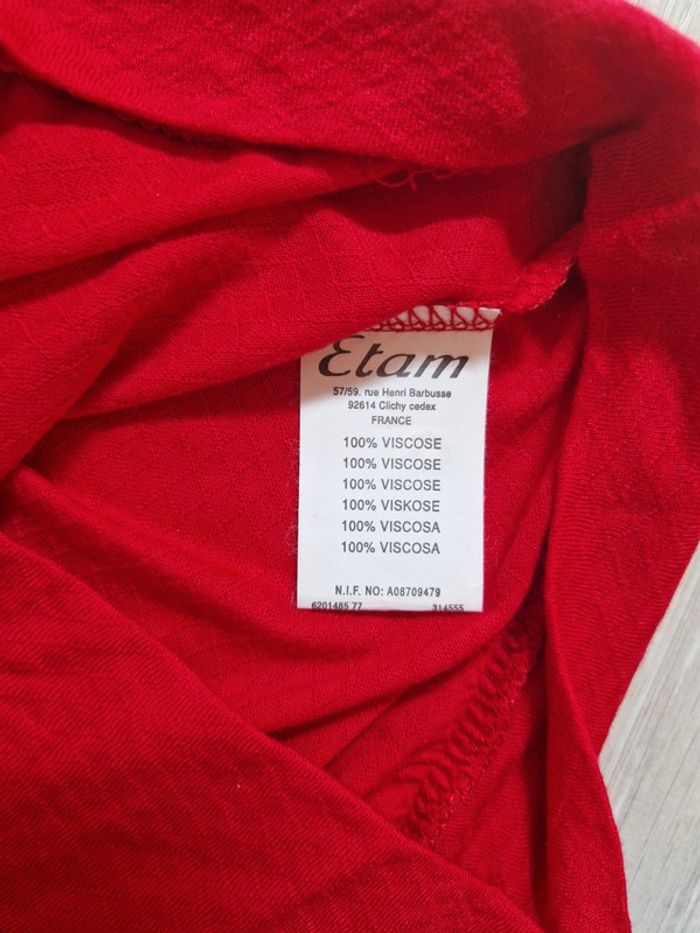 Etam
57/59. rue Henri Barbusse
92614 Clichy cedex
FRANCE
100% VISCOSE
100% VISCOSE
100% VISCOSE
100% VISKOSE
100% VISCOSA
100% VISCOSA
N.I.F. NO: A08709479
6201485 77 314555